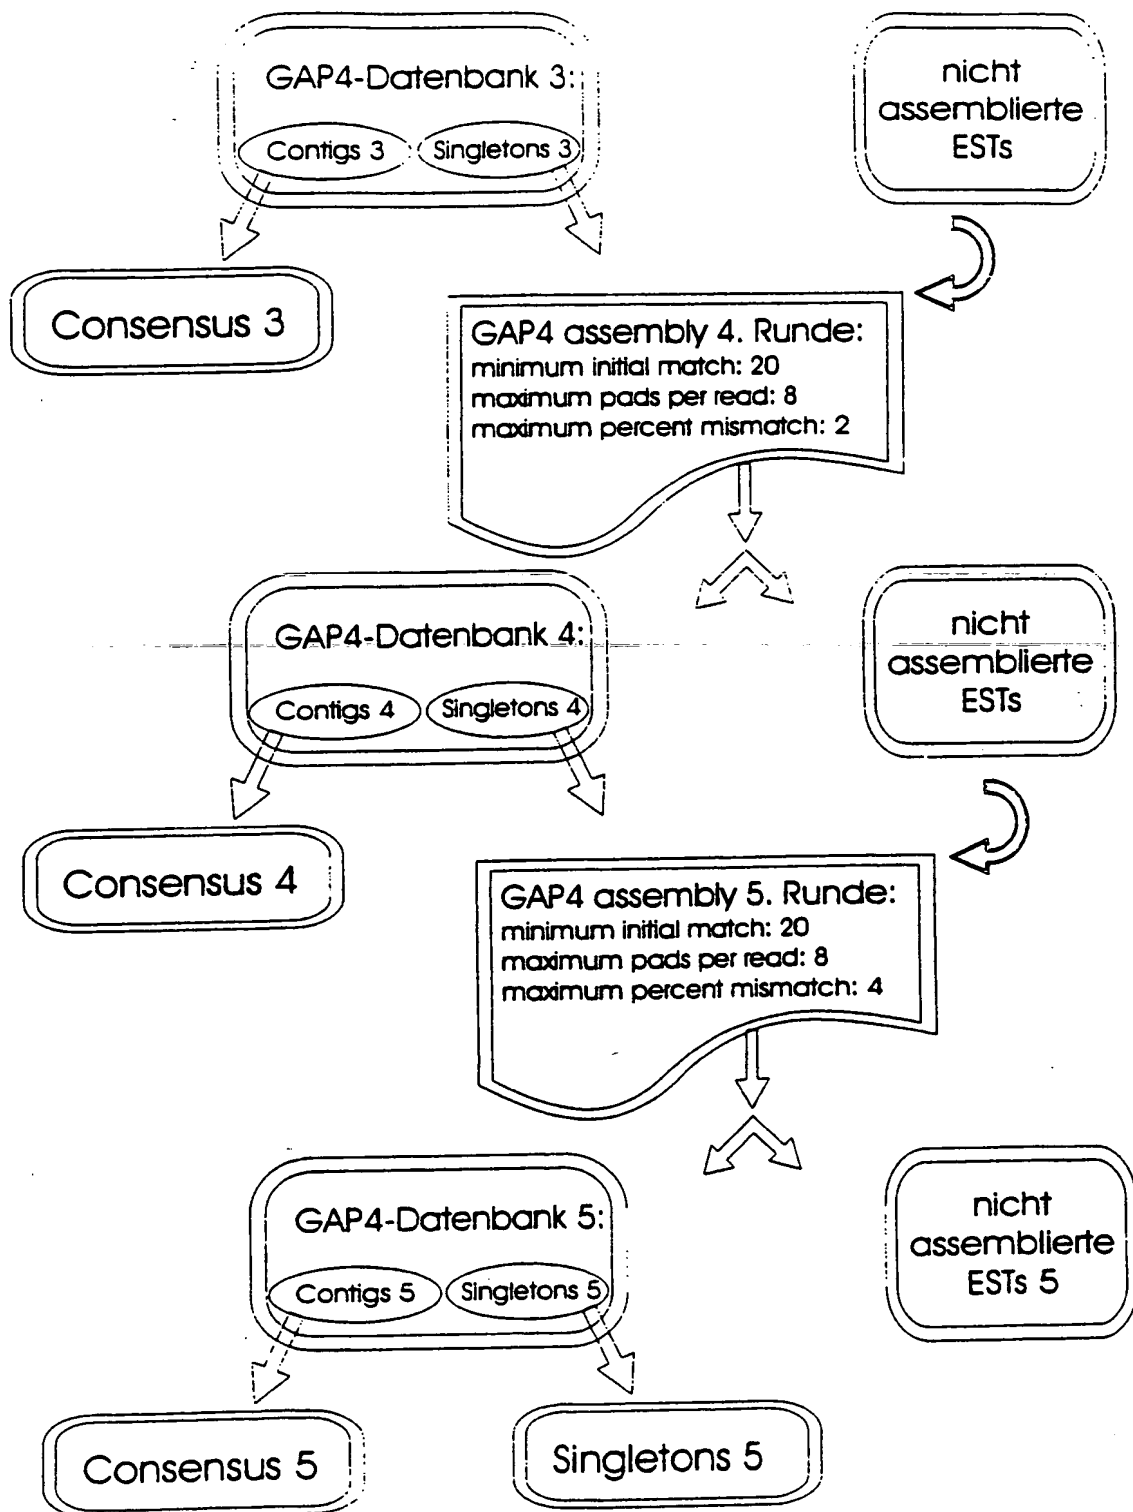 GAP4-Datenbank 3:
Contigs 3
Singletons 3
nicht
assemblierte
ESTs
Consensus 3
GAP4 assembly 4. Runde:
minimum initial match: 20
maximum pads per read: 8
maximum percent mismatch: 2
GAP4-Datenbank 4:
Contigs 4
Singletons 4
nicht
assemblierte
ESTs
Consensus 4
GAP4 assembly 5. Runde:
minimum initial match: 20
maximum pads per read: 8
maximum percent mismatch: 4
GAP4-Datenbank 5:
Contigs 5
Singletons 5
nicht
assemblierte
ESTs 5
Consensus 5
Singletons 5